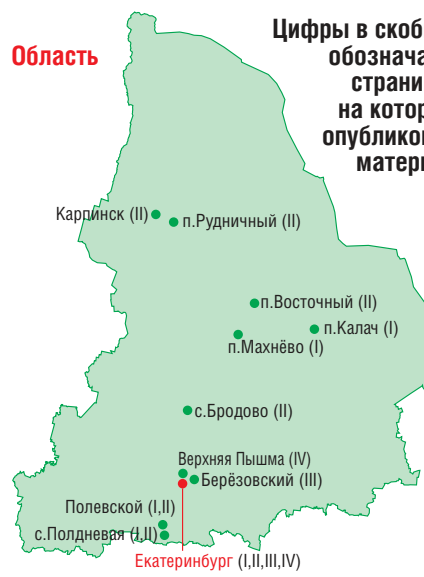 Область
Цифры в скоб
обознача
страни
на котор
опубликов
матери
Карпинск (II)
п.Рудничный (II)
п.Восточный (II)
п.Калач (I)
п.Махнёво (I)
с.Бродово (II)
Верхняя Пышма (IV)
Берёзовский (III)
Полевской (I,II)
с.Полдневая (I,II)
Екатеринбург (I,II,III,IV)